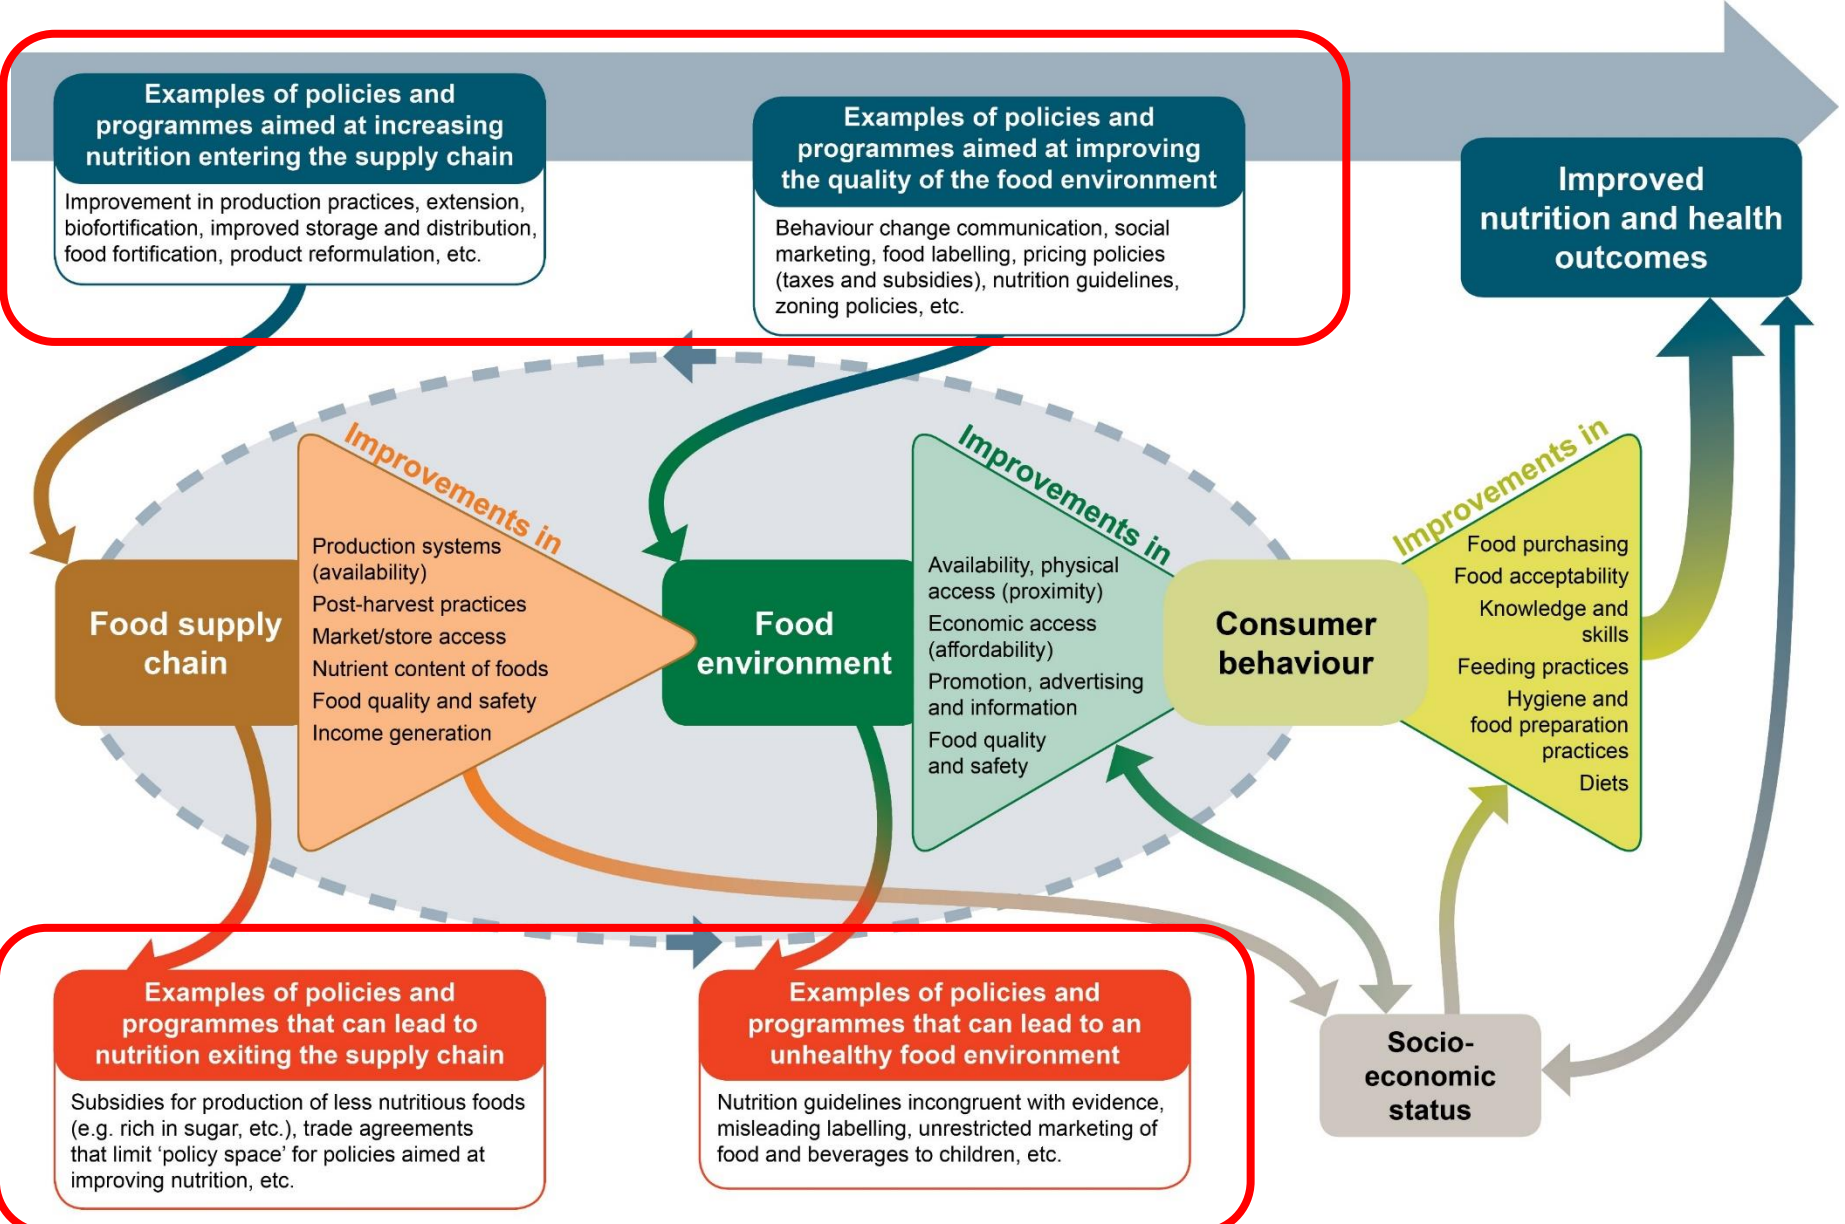 Examples of policies and
programmes aimed at increasing
nutrition entering the supply chain
Improvement in production practices, extension,
biofortification, improved storage and distribution,
food fortification, product reformulation, etc.
Examples of policies and
programmes aimed at improving
the quality of the food environment
Behaviour change communication, social
marketing, food labelling, pricing policies
(taxes and subsidies), nutrition guidelines,
zoning policies, etc.
Improved
nutrition and health
outcomes
Food supply
chain
Improvements in
Production systems
(availability)
Post-harvest practices
Market/store access
Nutrient content of foods
Food quality and safety
Income generation
Food
environment
Improvements in
Availability, physical
access (proximity)
Economic access
(affordability)
Promotion, advertising
and information
Food quality
and safety
Consumer
behaviour
Improvements in
Food purchasing
Food acceptability
Knowledge and
skills
Feeding practices
Hygiene and
food preparation
practices
Diets
Examples of policies and
programmes that can lead to
nutrition exiting the supply chain
Subsidies for production of less nutritious foods
(e.g. rich in sugar, etc.), trade agreements
that limit ‘policy space’ for policies aimed at
improving nutrition, etc.
Examples of policies and
programmes that can lead to an
unhealthy food environment
Nutrition guidelines incongruent with evidence,
misleading labelling, unrestricted marketing of
food and beverages to children, etc.
Socio-
economic
status